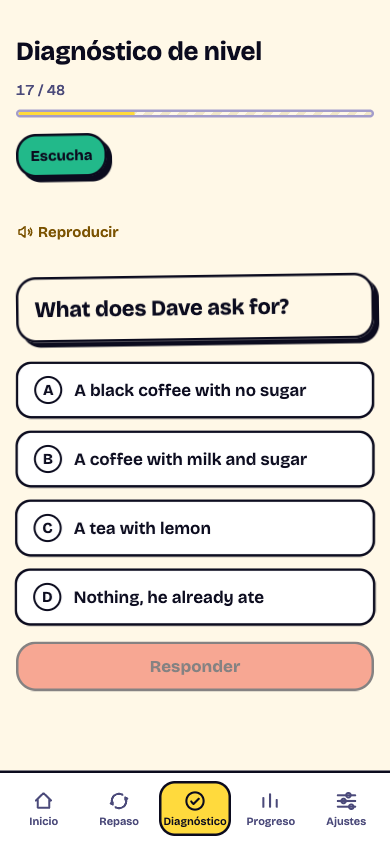 Diagnóstico de nivel
17 / 48
Escucha
Reproducir
What does Dave ask for?
A A black coffee with no sugar
B A coffee with milk and sugar
C A tea with lemon
D Nothing, he already ate
Responder
Inicio Repaso Diagnóstico Progreso Ajustes